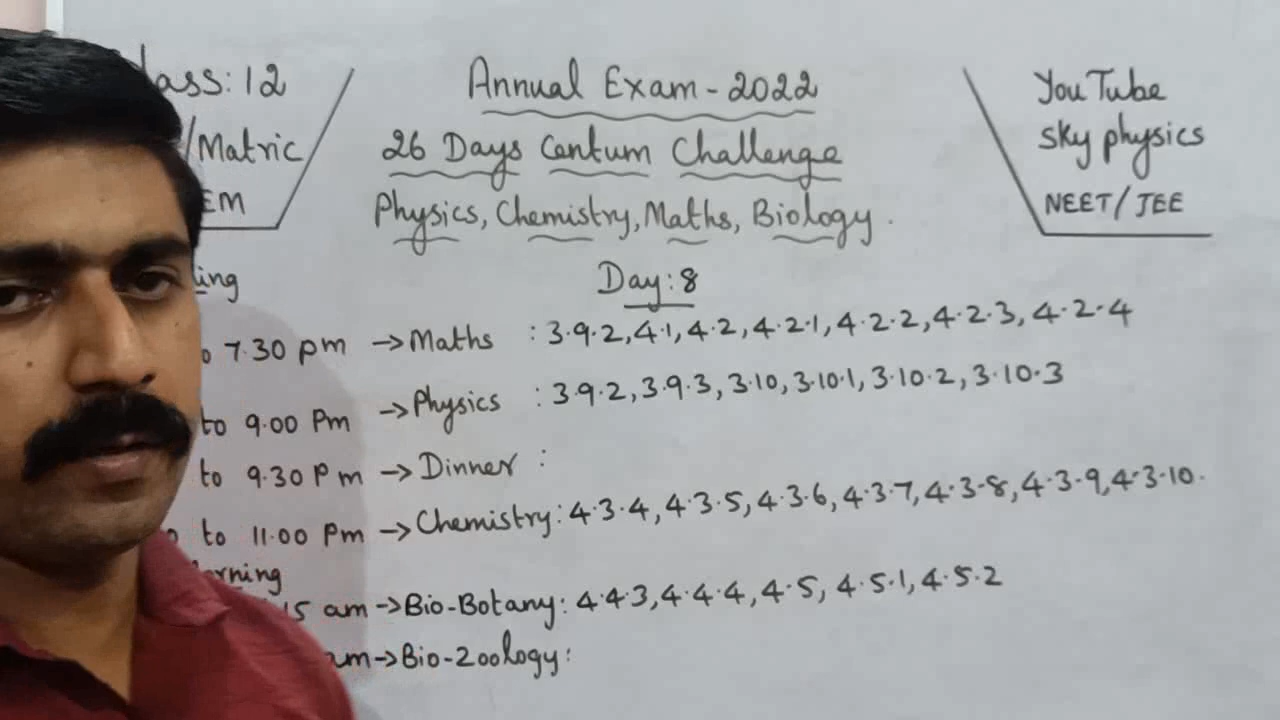 Class: 12
/Matric
EM
Annual Exam - 2022
26 Days Centum Challenge
Physics, Chemistry, Maths, Biology.
YouTube
sky physics
NEET / JEE
Day: 8
ing
7.30 pm → Maths : 3.9.2, 4.1, 4.2, 4.2.1, 4.2.2, 4.2.3, 4.2.4
to 9.00 Pm → Physics : 3.9.2, 3.9.3, 3.10, 3.10.1, 3.10.2, 3.10.3
to 9.30 Pm → Dinner :
to 11.00 Pm → Chemistry: 4.3.4, 4.3.5, 4.3.6, 4.3.7, 4.3.8, 4.3.9, 4.3.10.
rning
15 am → Bio-Botany: 4.4.3, 4.4.4, 4.5, 4.5.1, 4.5.2
am → Bio-Zoology: